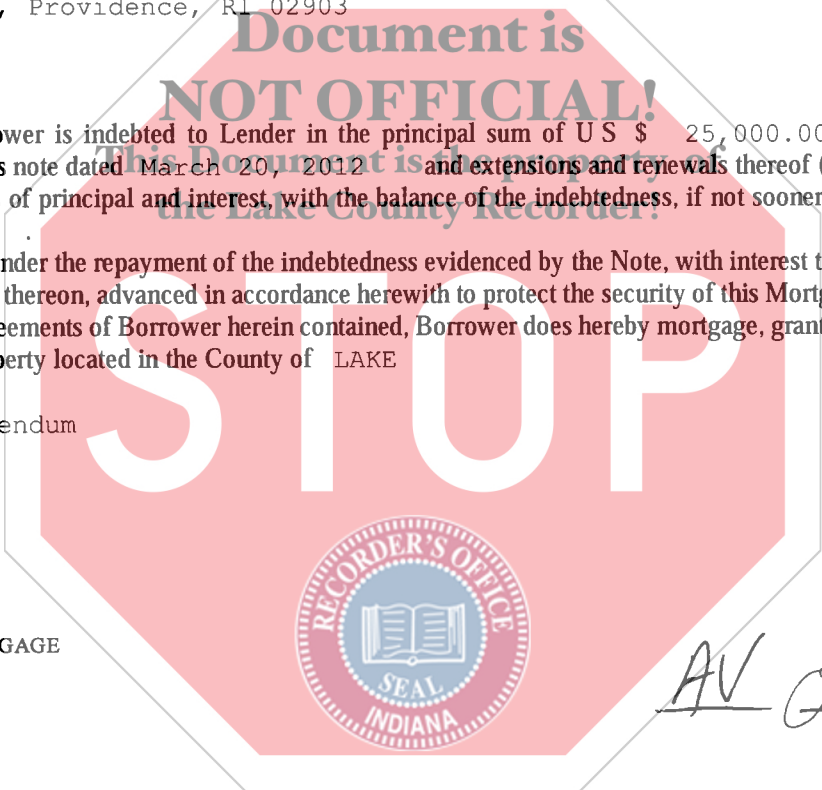 , Providence, RI 02903
Document is
NOT OFFICIAL!
ower is indebted to Lender in the principal sum of U S $ 25,000.00
s note dated March 20, 2012 and extensions and renewals thereof (
This Document is the property of
of principal and interest, with the balance of the indebtedness, if not sooner
the Lake County Recorder!
nder the repayment of the indebtedness evidenced by the Note, with interest t
thereon, advanced in accordance herewith to protect the security of this Mortg
eements of Borrower herein contained, Borrower does hereby mortgage, grant
perty located in the County of LAKE
STOP
endum
RECORDER'S OFFICE
SEAL
INDIANA
GAGE
AV G